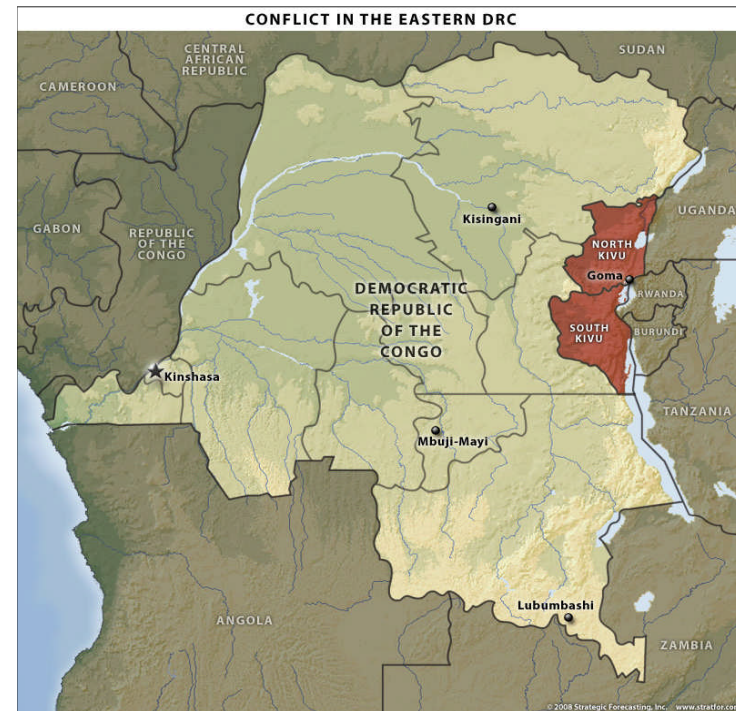 CONFLICT IN THE EASTERN DRC
CENTRAL
AFRICAN
REPUBLIC
SUDAN
CAMEROON
GABON
REPUBLIC
OF THE
CONGO
Kisingani
UGANDA
NORTH
KIVU
Goma
RWANDA
DEMOCRATIC
REPUBLIC
OF THE
CONGO
SOUTH
KIVU
BURUNDI
Kinshasa
TANZANIA
Mbuji-Mayi
Lubumbashi
ANGOLA
ZAMBIA
© 2008 Strategic Forecasting, Inc. www.stratfor.com